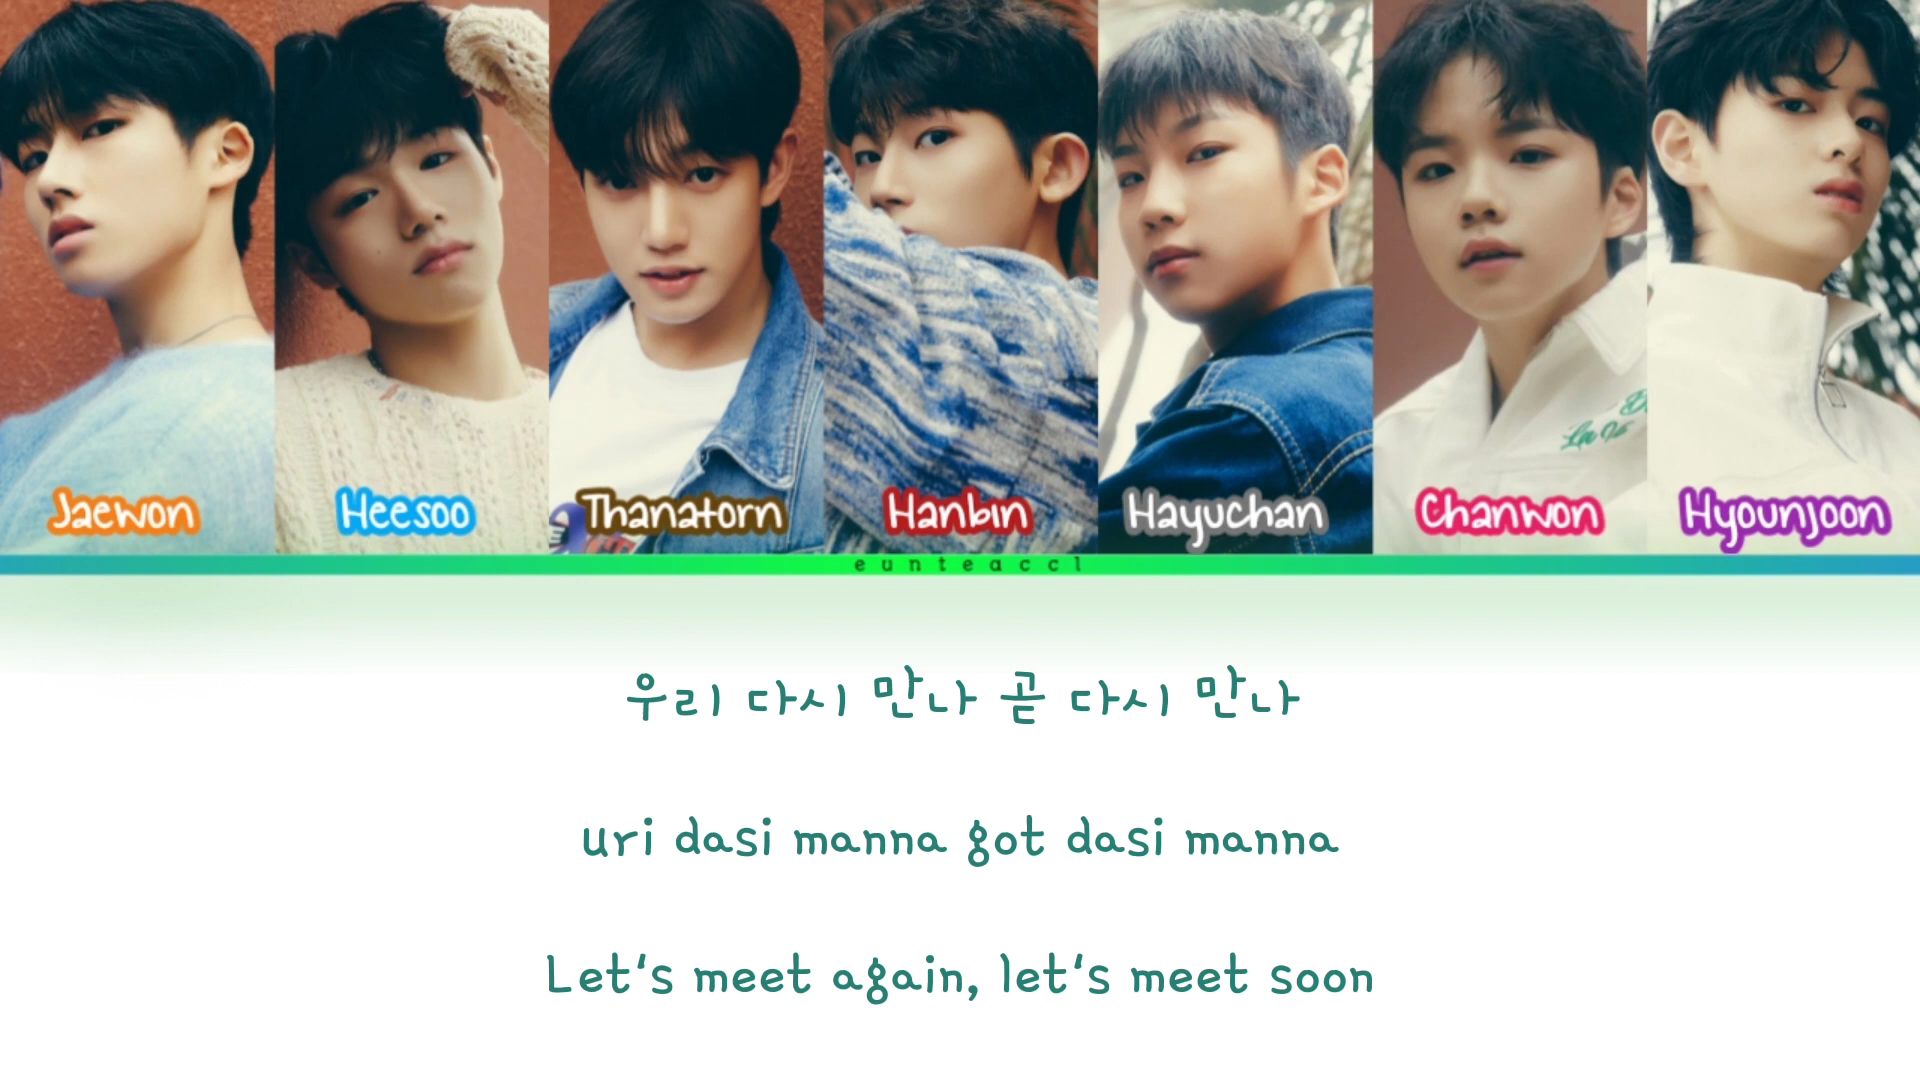 Jaewon Heesoo Thanatorn Hanbin Hayuchan Chanwon Hyounjoon
eunteaccl
우리 다시 만나 곧 다시 만나
uri dasi manna got dasi manna
Let's meet again, let's meet soon